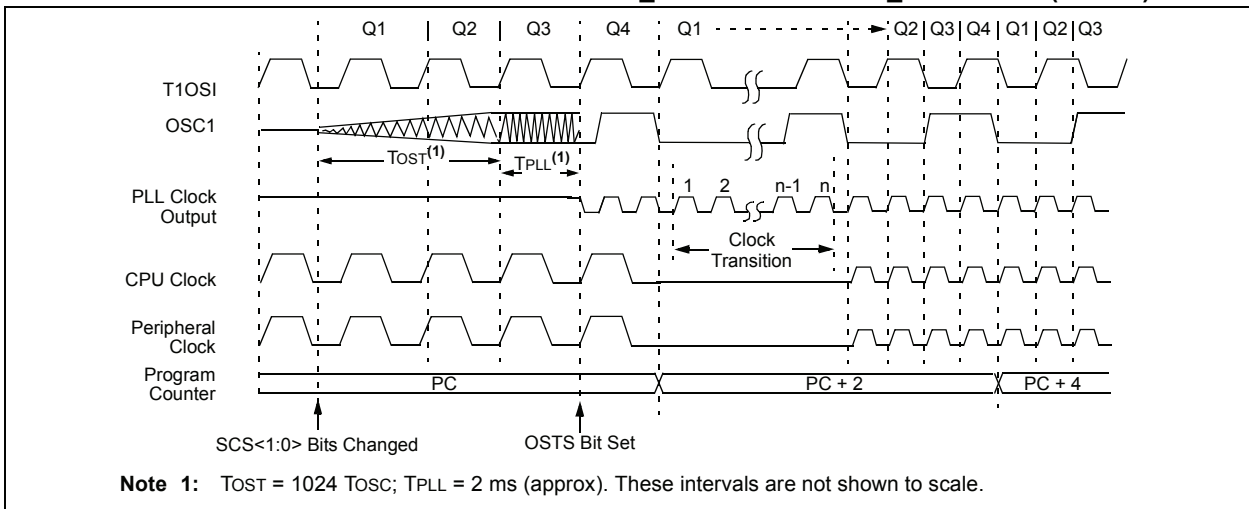 Q1 Q2 Q3 Q4 Q1 Q2 Q3 Q4 Q1 Q2 Q3
T1OSI
OSC1
TOST(1) TPLL(1)
1 2 n-1 n
PLL Clock
Output
Clock
Transition
CPU Clock
Peripheral
Clock
Program
Counter
PC PC + 2 PC + 4
SCS<1:0> Bits Changed OSTS Bit Set
Note 1: TOST = 1024 TOSC; TPLL = 2 ms (approx). These intervals are not shown to scale.